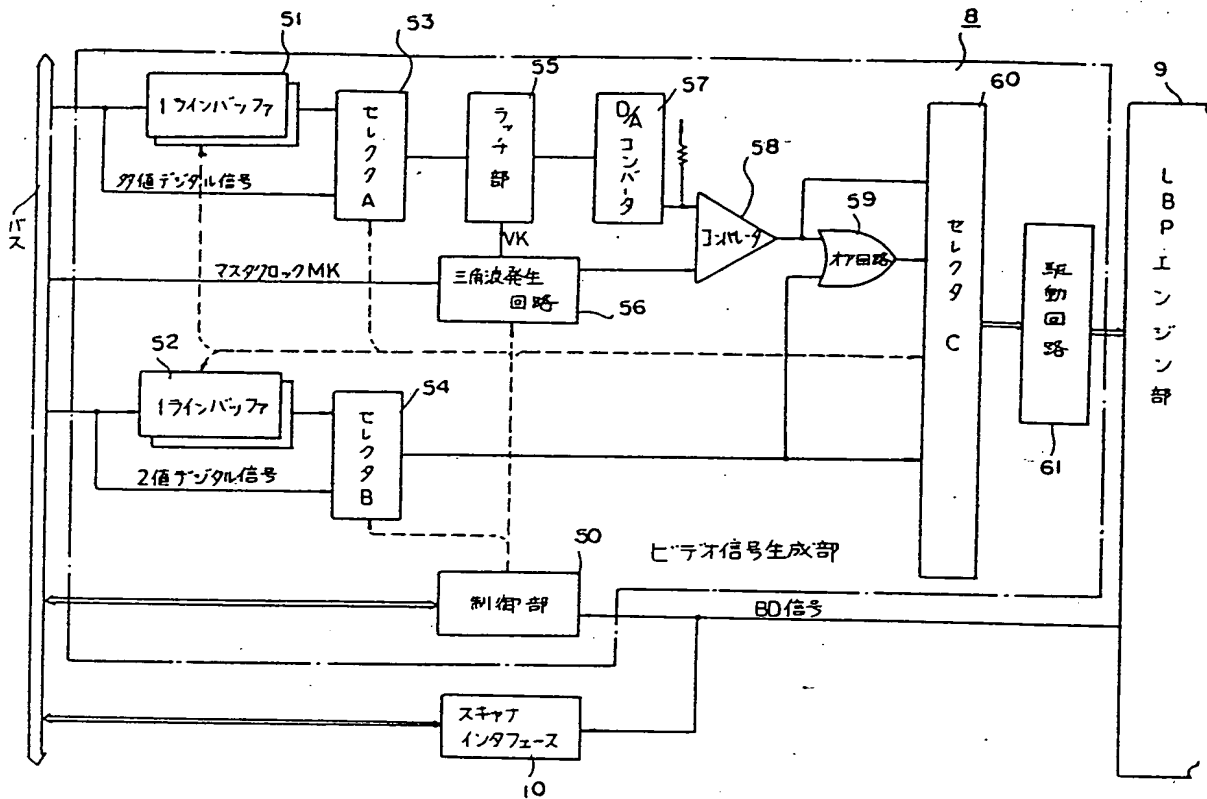 51
53
8
55
57
60
9
1ラインバッファ
セレクタA
ラッチ部
D/Aコンバータ
58
59
LBPエンジン部
多値デジタル信号
コンパレータ
オア回路
セレクタC
駆動回路
バス
VK
マスタクロックMK
三角波発生
回路
56
52
54
1ラインバッファ
セレクタB
61
2値デジタル信号
50
ビデオ信号生成部
制御部
BD信号
スキャナ
インタフェース
10